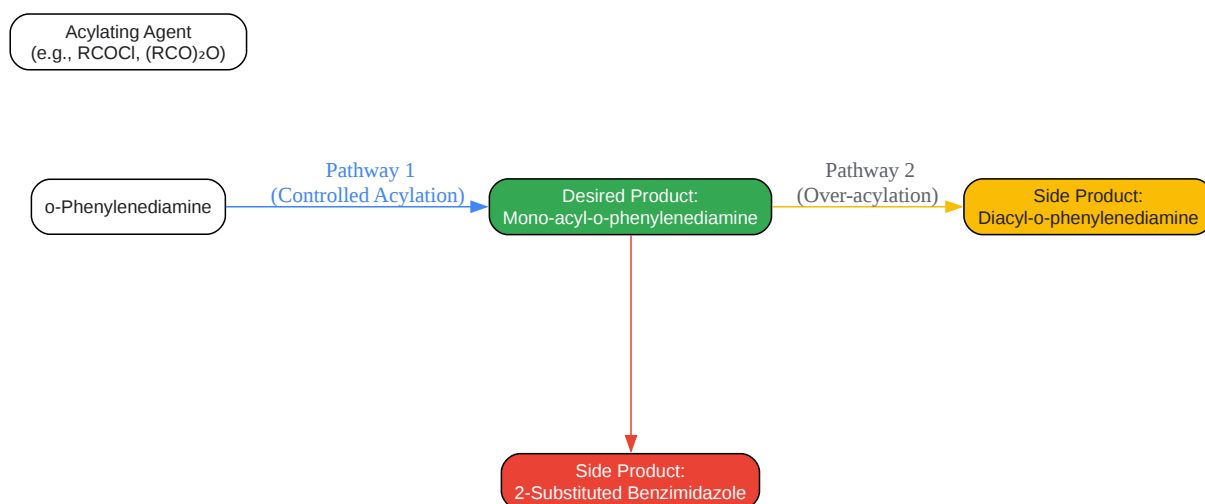 Acylating Agent
(e.g., RCOCl, (RCO)₂O)
Pathway 1
(Controlled Acylation)
Pathway 2
(Over-acylation)
o-Phenylenediamine
Desired Product:
Mono-acyl-o-phenylenediamine
Side Product:
Diacyl-o-phenylenediamine
Side Product:
2-Substituted Benzimidazole